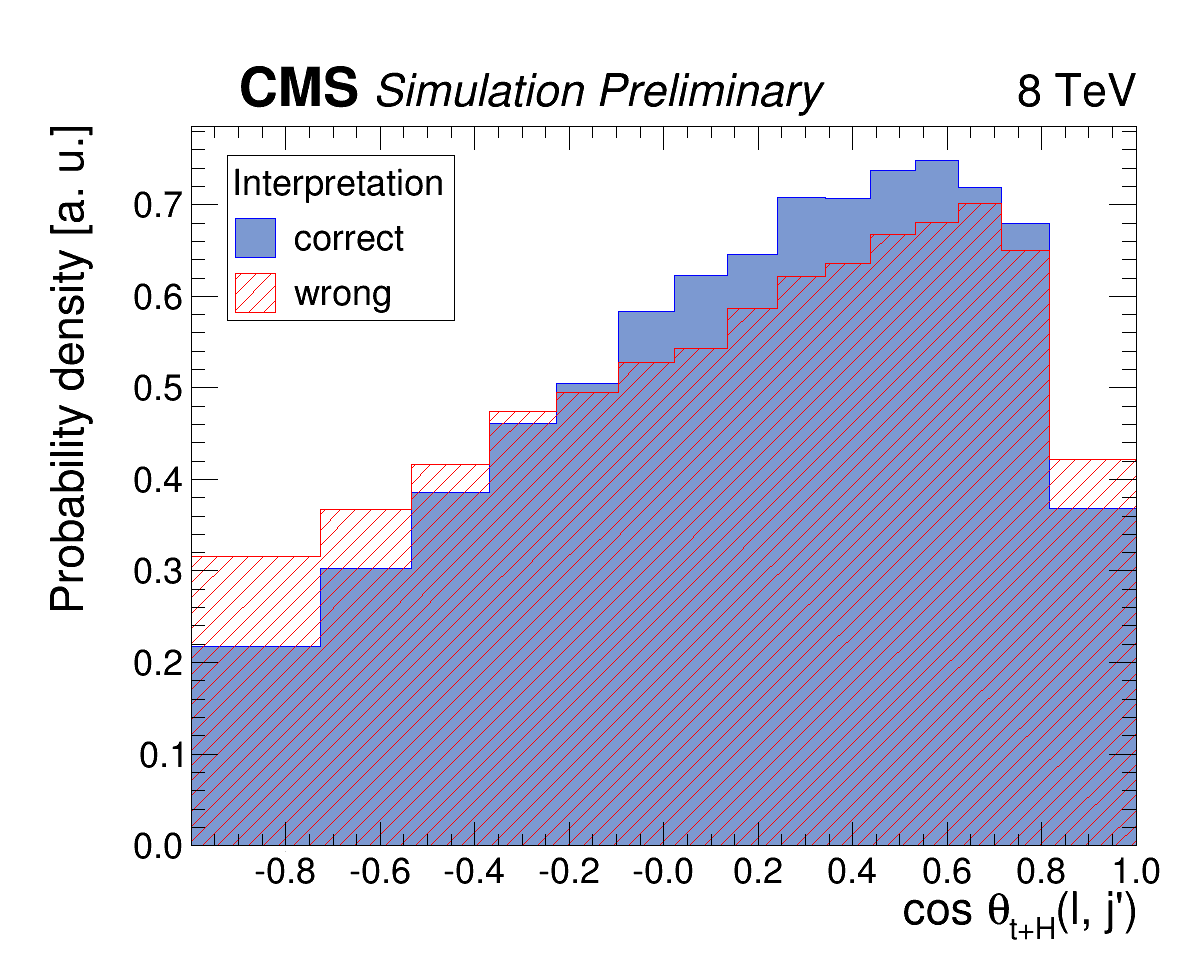 CMS Simulation Preliminary 8 TeV
Probability density [a. u.]
Interpretation
correct
wrong
0.7
0.6
0.5
0.4
0.3
0.2
0.1
0.0
-0.8 -0.6 -0.4 -0.2 -0.0 0.2 0.4 0.6 0.8 1.0
cos θt+H(l, j')